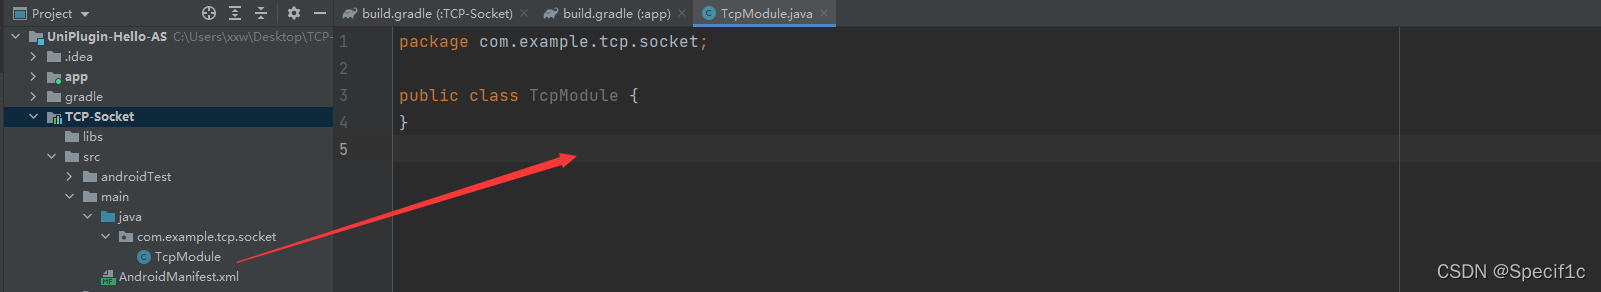 Project
build.gradle (:TCP-Socket)
build.gradle (:app)
TcpModule.java
UniPlugin-Hello-AS C:\Users\xxw\Desktop\TCP-
.idea
app
gradle
TCP-Socket
libs
src
androidTest
main
java
com.example.tcp.socket
TcpModule
AndroidManifest.xml
1 package com.example.tcp.socket;
2
3 public class TcpModule {
4 }
5
CSDN @Specif1c